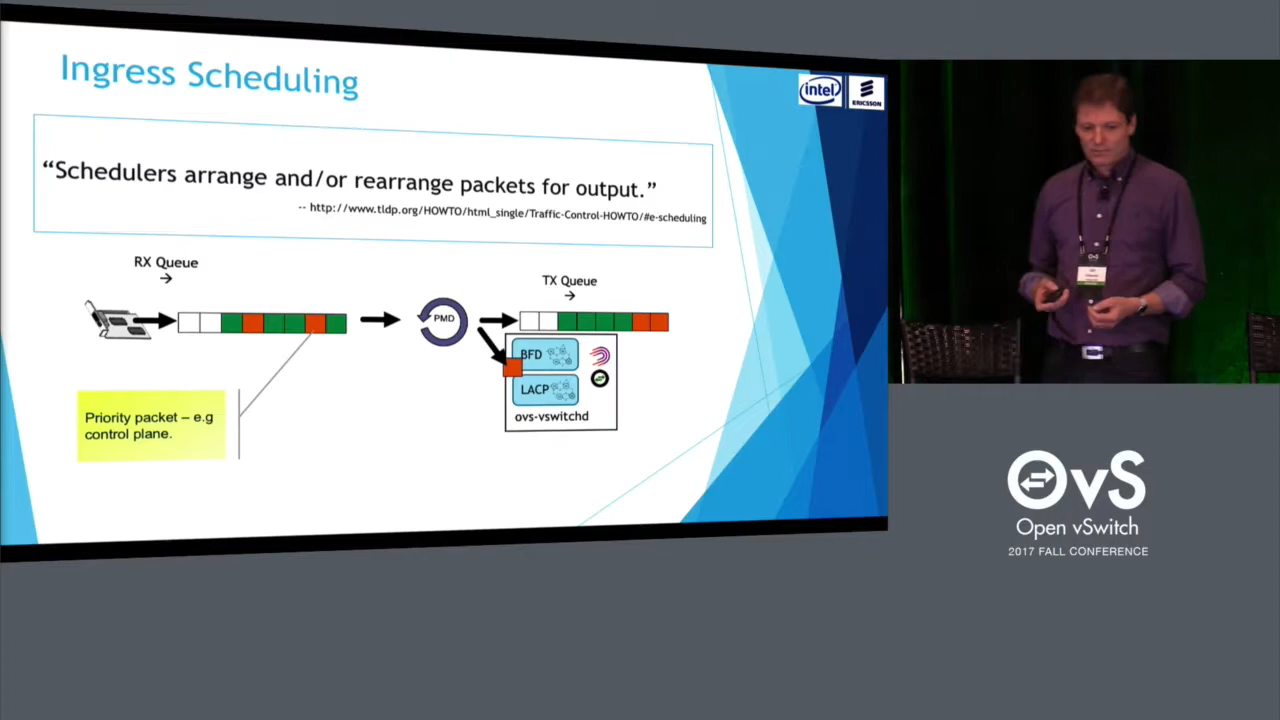 Ingress Scheduling
intel
ERICSSON
“Schedulers arrange and/or rearrange packets for output.”
-- http://www.tldp.org/HOWTO/html_single/Traffic-Control-HOWTO/#e-scheduling
RX Queue
→
TX Queue
→
PMD
BFD
LACP
ovs-vswitchd
Priority packet – e.g
control plane.
OvS
Open vSwitch
2017 FALL CONFERENCE